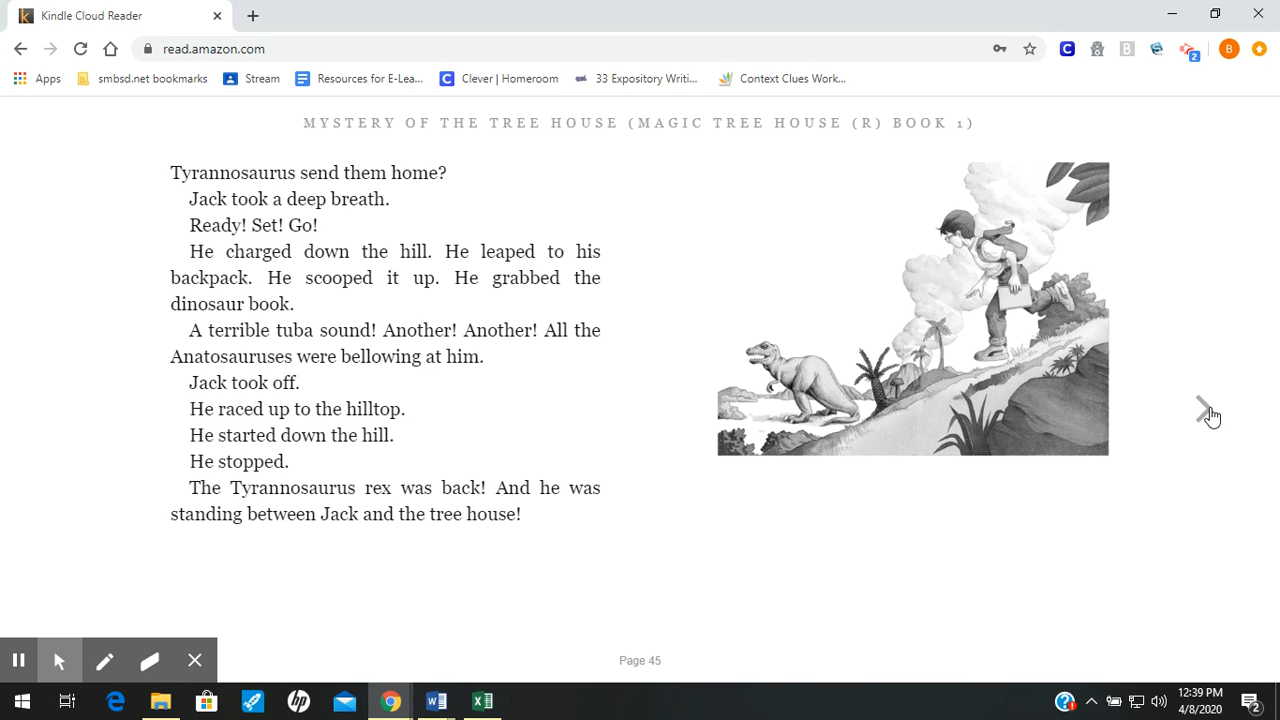 Kindle Cloud Reader
read.amazon.com
Apps
smbsd.net bookmarks
Stream
Resources for E-Lea...
Clever | Homeroom
33 Expository Writi...
Context Clues Work...
MYSTERY OF THE TREE HOUSE (MAGIC TREE HOUSE (R) BOOK 1)
Tyrannosaurus send them home?
Jack took a deep breath.
Ready! Set! Go!
He charged down the hill. He leaped to his
backpack. He scooped it up. He grabbed the
dinosaur book.
A terrible tuba sound! Another! Another! All the
Anatosauruses were bellowing at him.
Jack took off.
He raced up to the hilltop.
He started down the hill.
He stopped.
The Tyrannosaurus rex was back! And he was
standing between Jack and the tree house!
Page 45
12:39 PM
4/8/2020